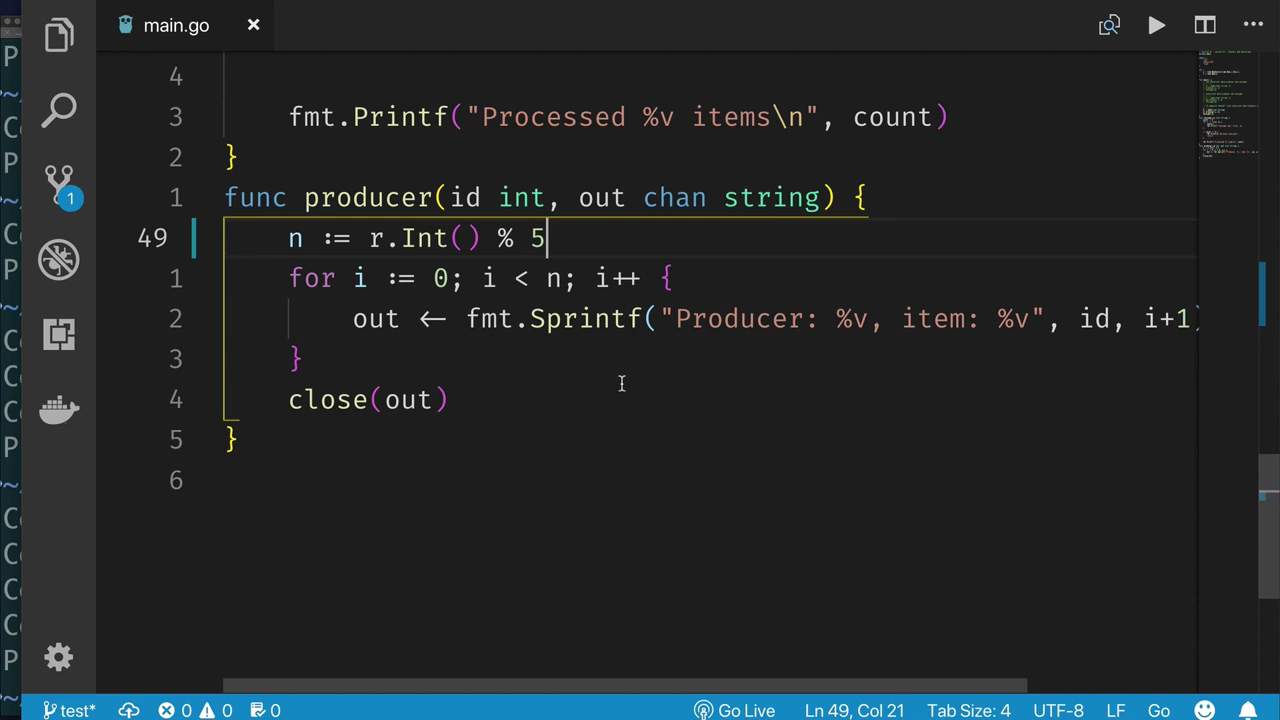 main.go
4
3 fmt.Printf("Processed %v items\n", count)
2 }
1 func producer(id int, out chan string) {
49 n := r.Int() % 5
1 for i := 0; i < n; i++ {
2 out <- fmt.Sprintf("Producer: %v, item: %v", id, i+1)
3 }
4 close(out)
5 }
6
1
test* 0 0 0 Go Live Ln 49, Col 21 Tab Size: 4 UTF-8 LF Go